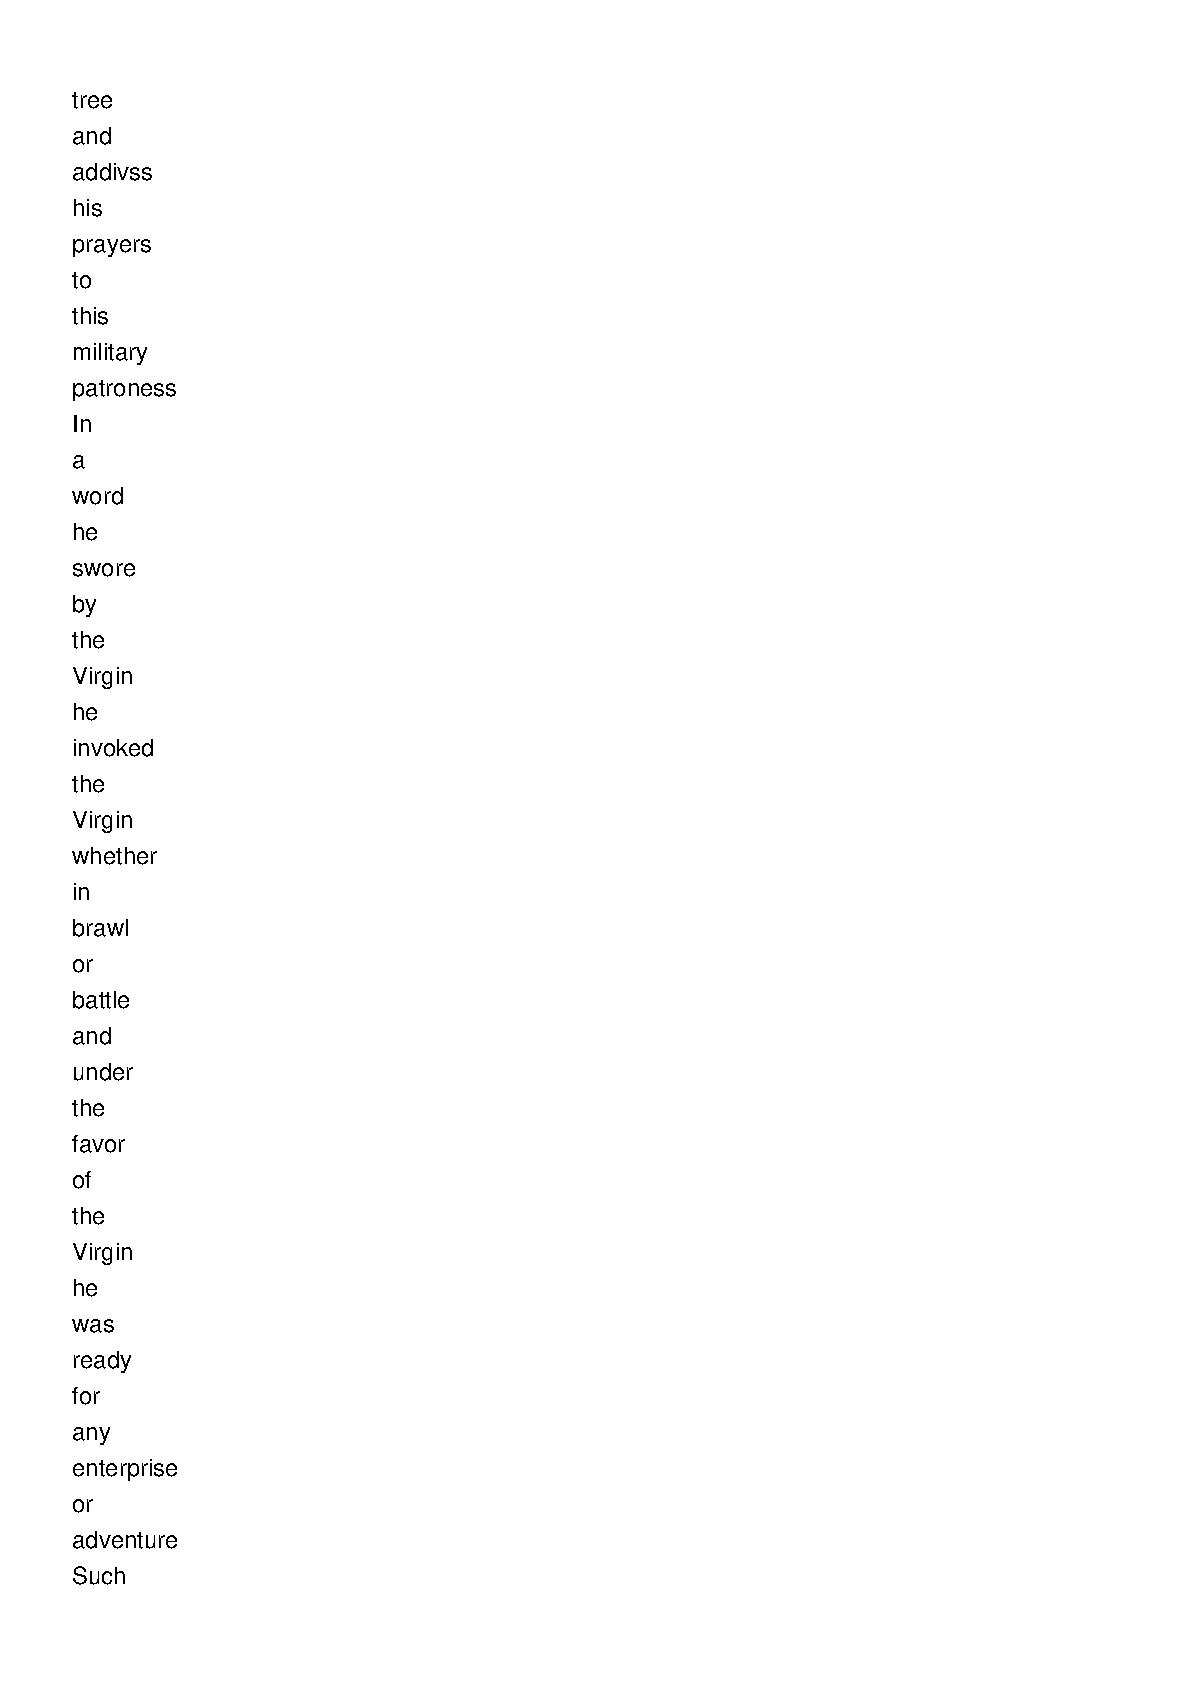 tree
and
addivss
his
prayers
to
this
military
patroness
In
a
word
he
swore
by
the
Virgin
he
invoked
the
Virgin
whether
in
brawl
or
battle
and
under
the
favor
of
the
Virgin
he
was
ready
for
any
enterprise
or
adventure
Such